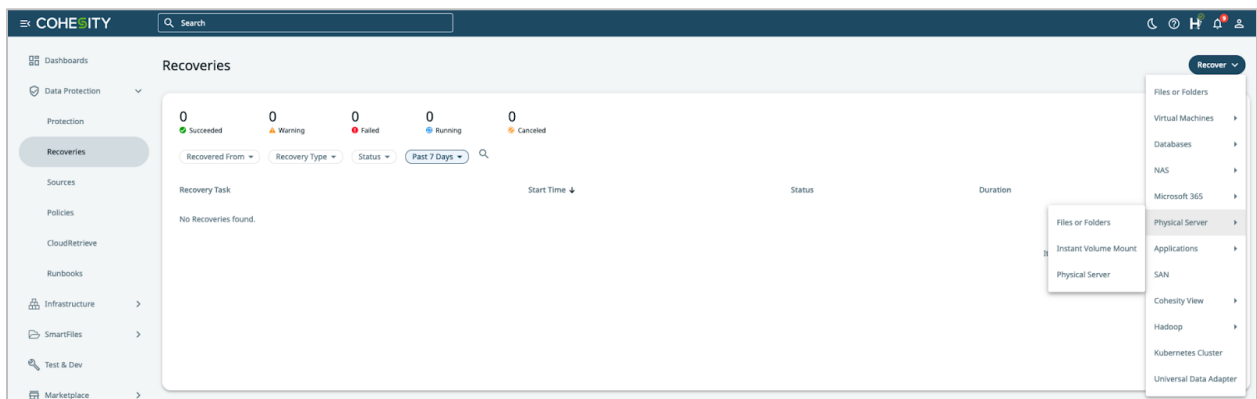 COHESITY
Search
9
Dashboards
Data Protection
Protection
Recoveries
Sources
Policies
CloudRetrieve
Runbooks
Infrastructure
SmartFiles
Test & Dev
Marketplace
Recoveries
Recover
0 0 0 0 0
Succeeded Warning Failed Running Canceled
Recovered From Recovery Type Status Past 7 Days
Recovery Task Start Time Status Duration
No Recoveries found.
Files or Folders
Instant Volume Mount
Physical Server
Files or Folders
Virtual Machines
Databases
NAS
Microsoft 365
Physical Server
Applications
SAN
Cohesity View
Hadoop
Kubernetes Cluster
Universal Data Adapter